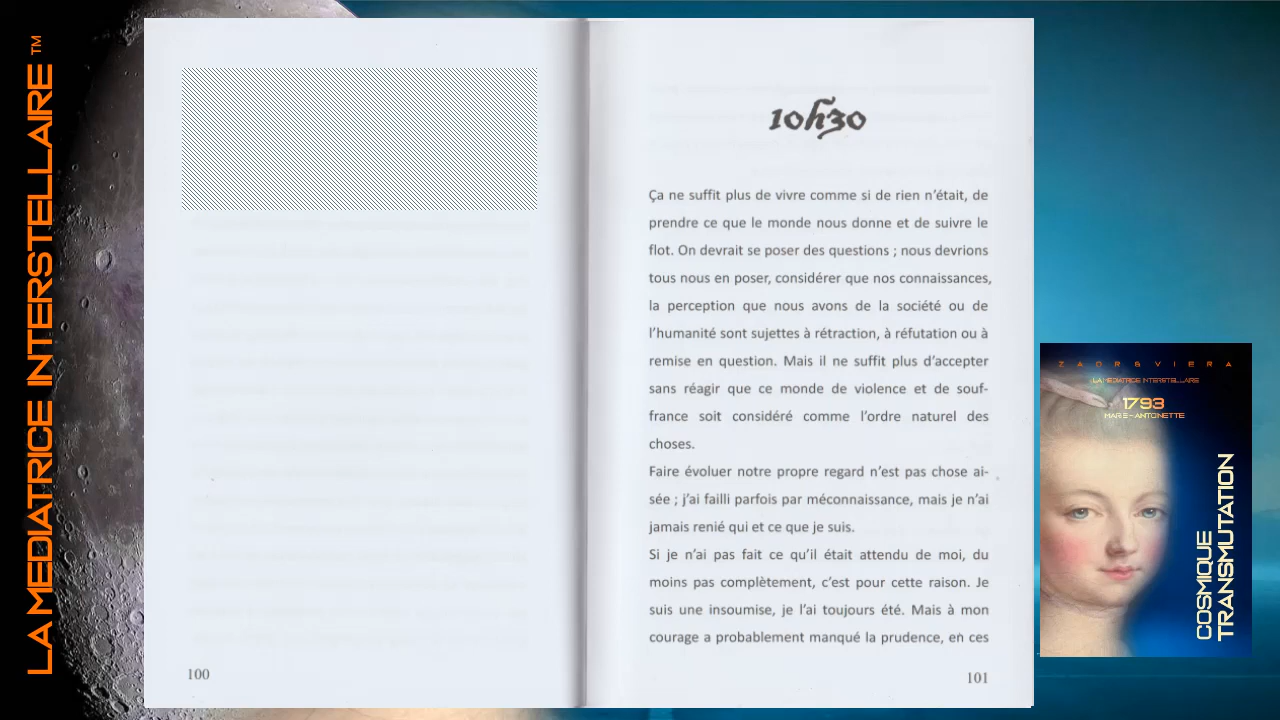 LA MEDIATRICE INTERSTELLAIRE ™
100
10h30
Ça ne suffit plus de vivre comme si de rien n’était, de
prendre ce que le monde nous donne et de suivre le
flot. On devrait se poser des questions ; nous devrions
tous nous en poser, considérer que nos connaissances,
la perception que nous avons de la société ou de
l’humanité sont sujettes à rétraction, à réfutation ou à
remise en question. Mais il ne suffit plus d’accepter
sans réagir que ce monde de violence et de souf-
france soit considéré comme l’ordre naturel des
choses.
Faire évoluer notre propre regard n’est pas chose ai-
sée ; j’ai failli parfois par méconnaissance, mais je n’ai
jamais renié qui et ce que je suis.
Si je n’ai pas fait ce qu’il était attendu de moi, du
moins pas complètement, c’est pour cette raison. Je
suis une insoumise, je l’ai toujours été. Mais à mon
courage a probablement manqué la prudence, en ces
101
ZADR&VIERA
LA MEDIATRICE INTERSTELLAIRE
1793
MARIE-ANTOINETTE
COSMIQUE
TRANSMUTATION